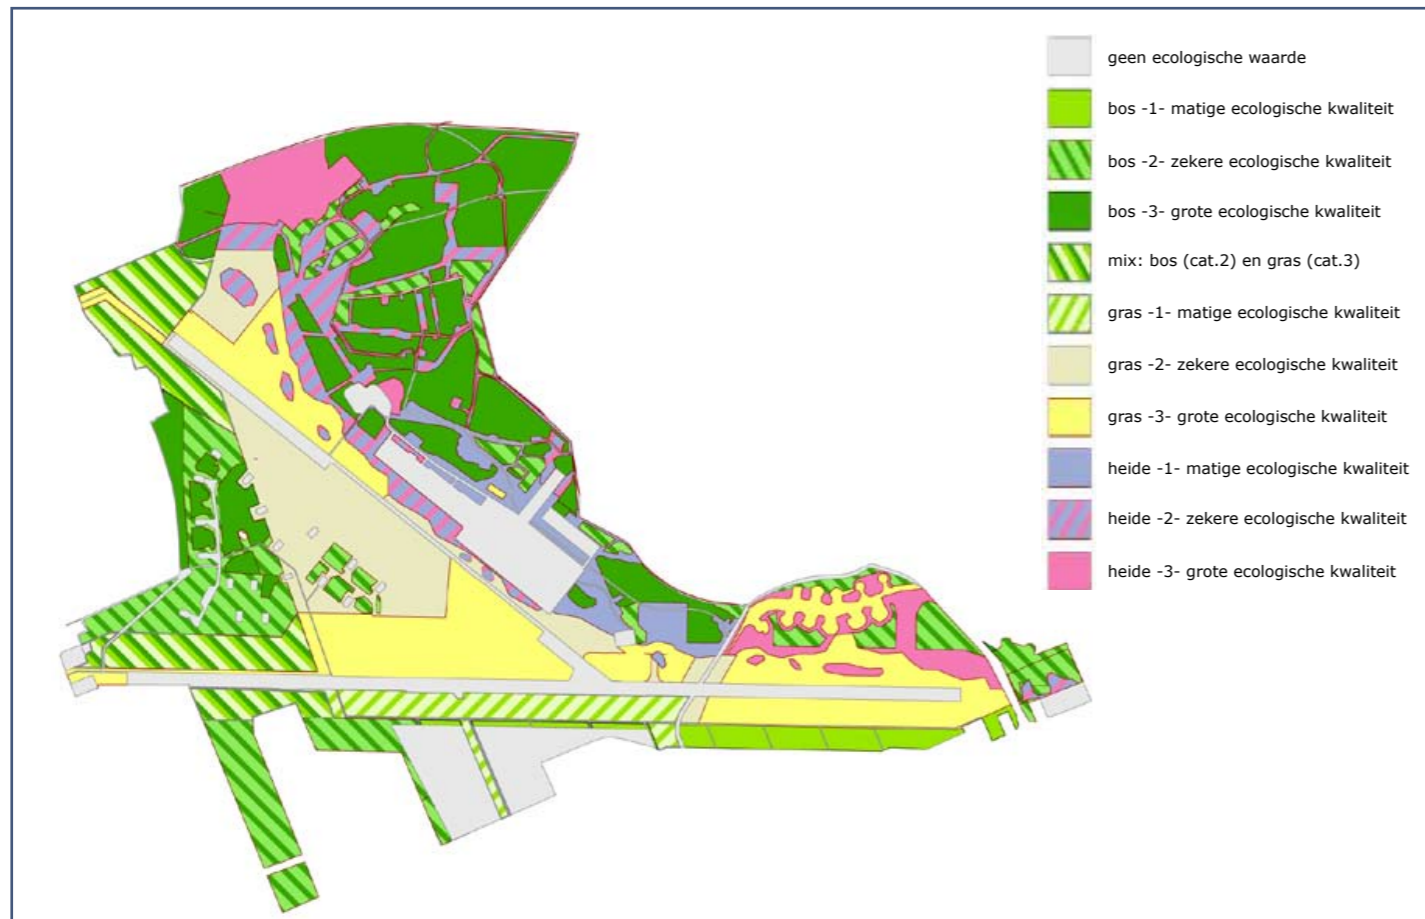 geen ecologische waarde
bos -1- matige ecologische kwaliteit
bos -2- zekere ecologische kwaliteit
bos -3- grote ecologische kwaliteit
mix: bos (cat.2) en gras (cat.3)
gras -1- matige ecologische kwaliteit
gras -2- zekere ecologische kwaliteit
gras -3- grote ecologische kwaliteit
heide -1- matige ecologische kwaliteit
heide -2- zekere ecologische kwaliteit
heide -3- grote ecologische kwaliteit